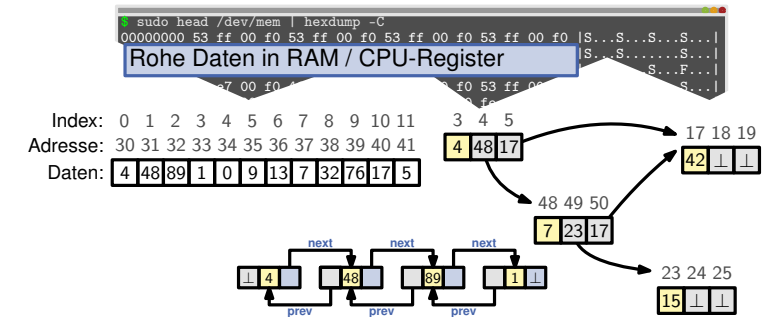 $ sudo head /dev/mem | hexdump -C
00000000 53 ff 00 f0 53 ff 00 f0 53 ff 00 f0 53 ff 00 f0 |S...S...S...S...|
Rohe Daten in RAM / CPU-Register
Index: 0 1 2 3 4 5 6 7 8 9 10 11
Adresse: 30 31 32 33 34 35 36 37 38 39 40 41
Daten: 4 48 89 1 0 9 13 7 32 76 17 5
3 4 5
4 48 17
17 18 19
42 ⊥ ⊥
48 49 50
7 23 17
23 24 25
15 ⊥ ⊥
next next next
⊥ 4 48 89 1 ⊥
prev prev prev